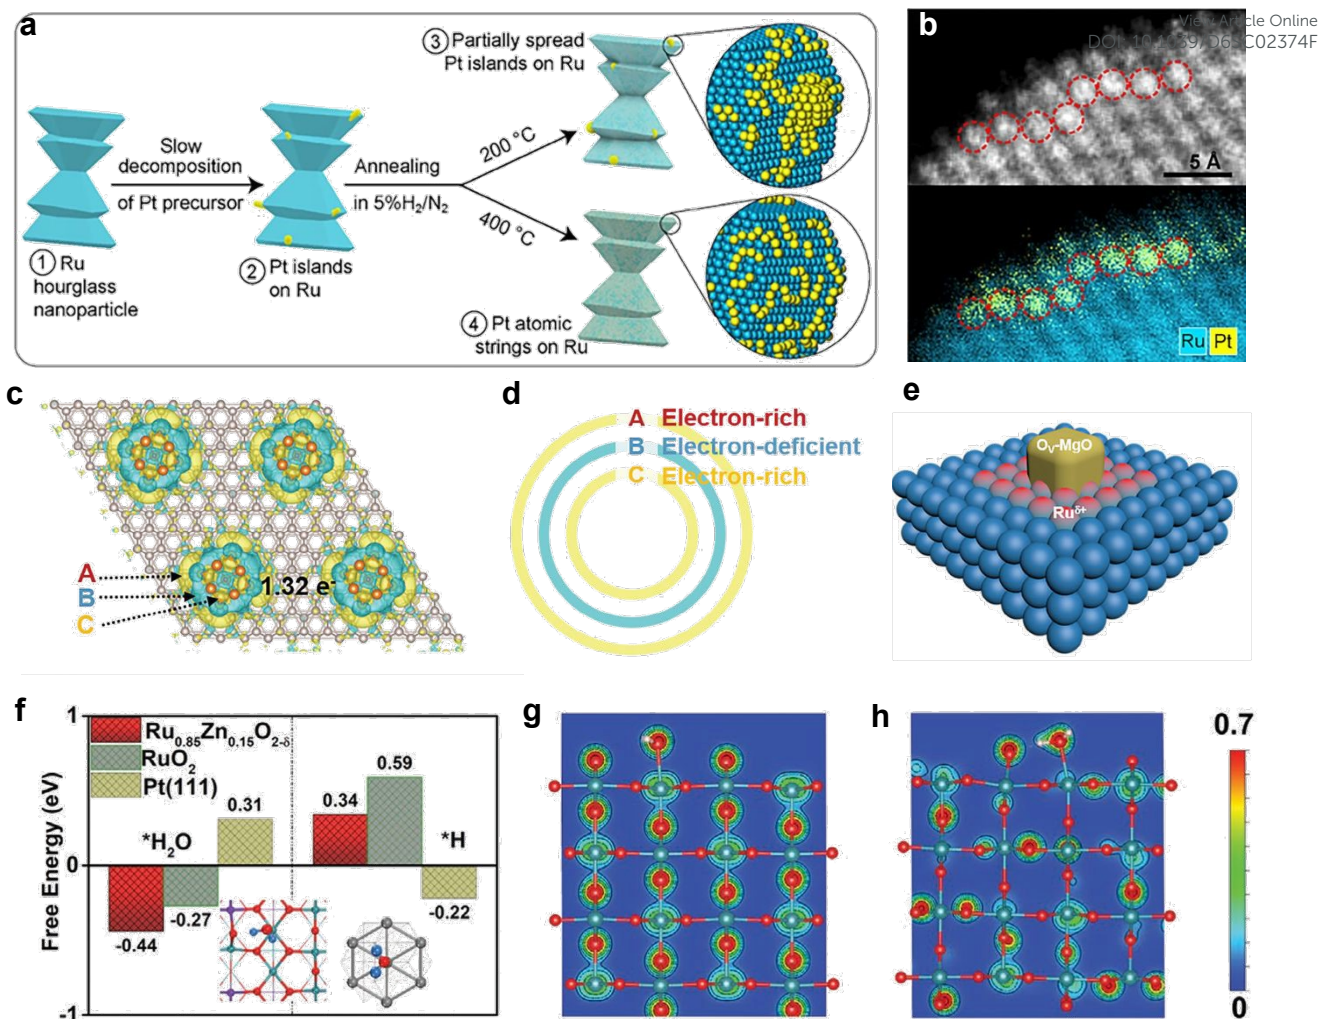 a
③ Partially spread
Pt islands on Ru
Slow
decomposition
of Pt precursor
Annealing
in 5%H₂/N₂
200 °C
400 °C
① Ru
hourglass
nanoparticle
② Pt islands
on Ru
④ Pt atomic
strings on Ru
b
View Article Online
5 Å
Ru Pt
c
A
B
C
1.32 e⁻
d
A Electron-rich
B Electron-deficient
C Electron-rich
e
Oᵥ-MgO
Ru^δ+
f
Free Energy (eV)
1
0
-1
Ru₀.₈₅Zn₀.₁₅O₂₋δ
RuO₂
Pt(111)
*H₂O
*H
-0.44
-0.27
0.31
0.34
0.59
-0.22
g
h
0.7
0